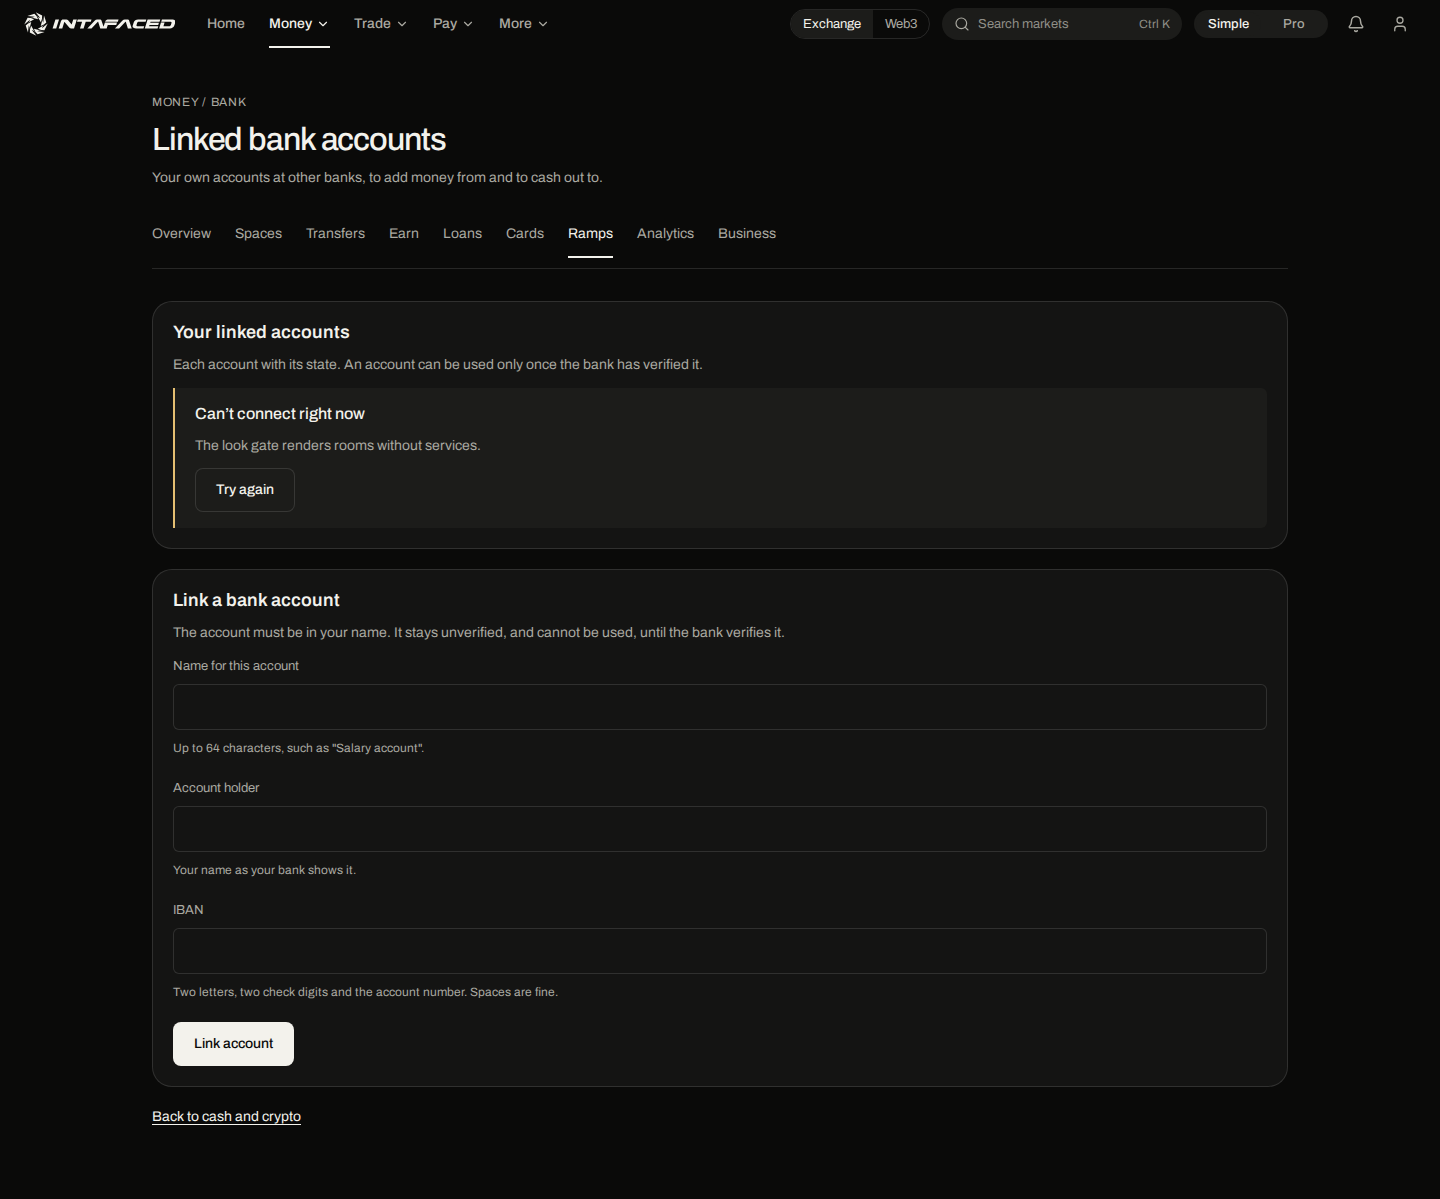 INTAFACED
Home
Money
Trade
Pay
More
Exchange
Web3
Search markets
Ctrl K
Simple
Pro
MONEY / BANK
Linked bank accounts
Your own accounts at other banks, to add money from and to cash out to.
Overview
Spaces
Transfers
Earn
Loans
Cards
Ramps
Analytics
Business
Your linked accounts
Each account with its state. An account can be used only once the bank has verified it.
Can’t connect right now
The look gate renders rooms without services.
Try again
Link a bank account
The account must be in your name. It stays unverified, and cannot be used, until the bank verifies it.
Name for this account
Up to 64 characters, such as "Salary account".
Account holder
Your name as your bank shows it.
IBAN
Two letters, two check digits and the account number. Spaces are fine.
Link account
Back to cash and crypto